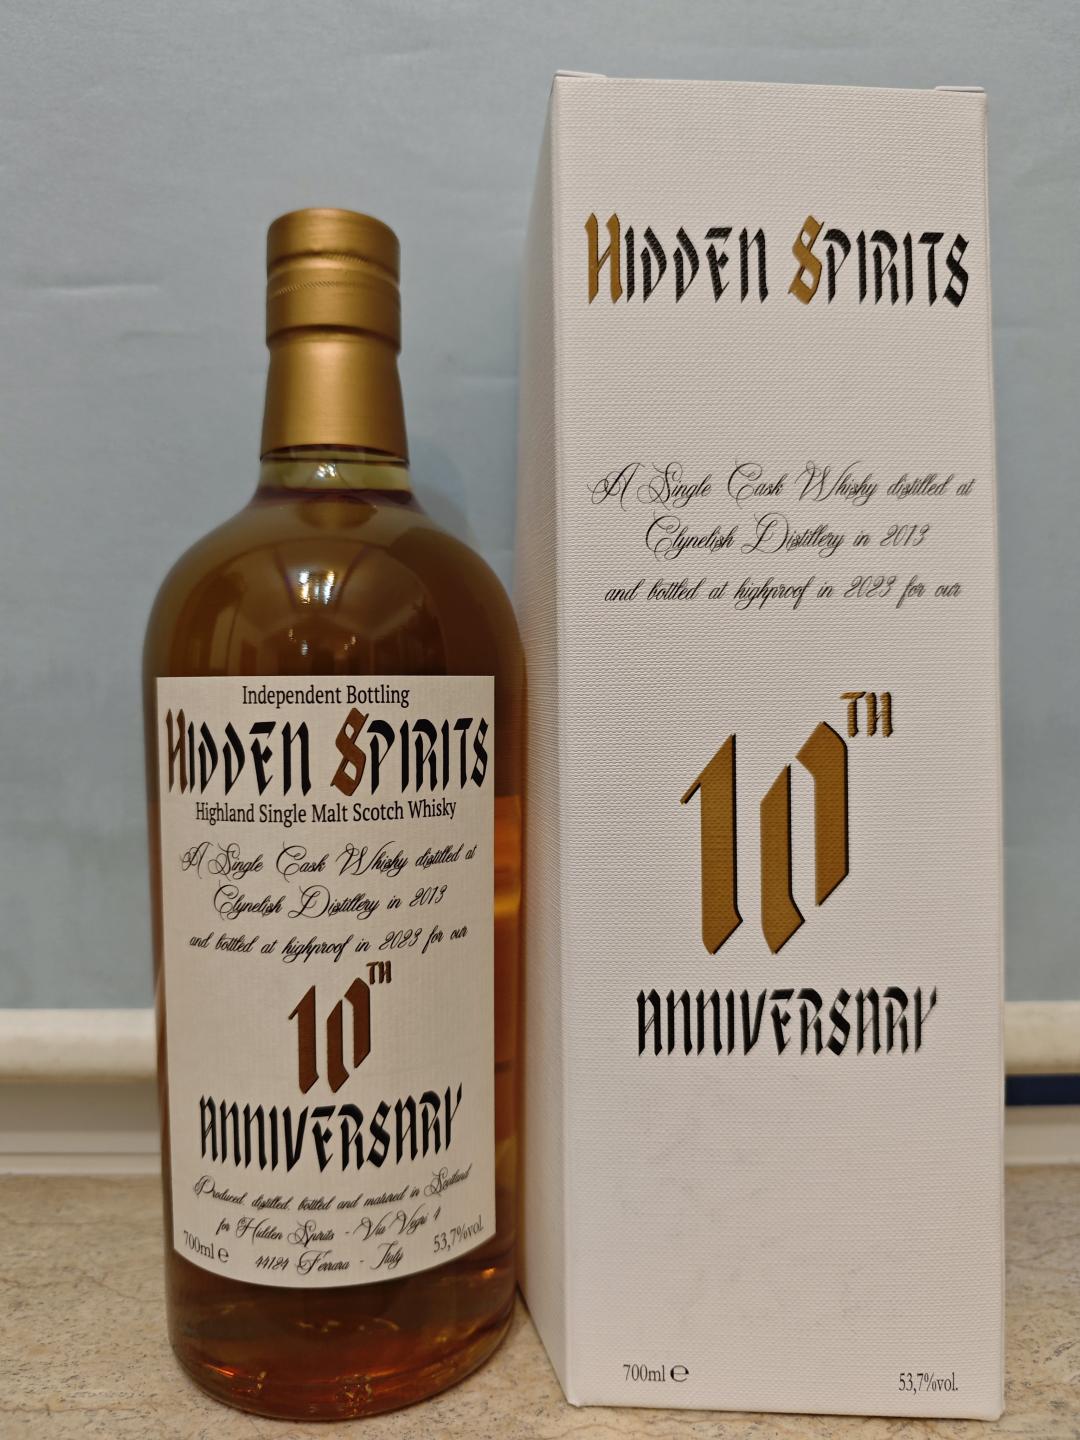 Independent Bottling
HIDDEN SPIRITS
Highland Single Malt Scotch Whisky
A Single Cask Whisky distilled at
Clynelish Distillery in 2013
and bottled at highproof in 2023 for our
10TH
ANNIVERSARY
Produced, distilled, bottled and matured in Scotland
for Hidden Spirits - Via Vegri 4
44124 Ferrara - Italy
700ml ℮
53,7%vol.
HIDDEN SPIRITS
A Single Cask Whisky distilled at
Clynelish Distillery in 2013
and bottled at highproof in 2023 for our
10TH
ANNIVERSARY
700ml ℮
53,7%vol.